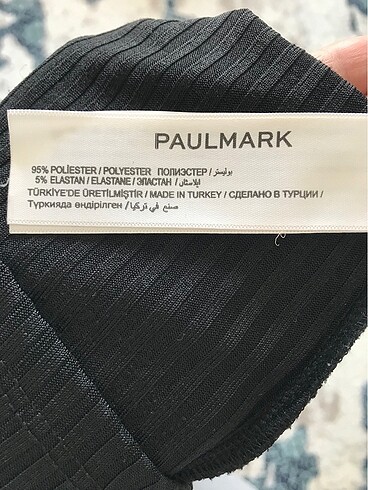 PAULMARK
95% POLİESTER / POLYESTER ПОЛИЭСТЕР / بوليستر
5% ELASTAN / ELASTANE / ЭЛАСТАН / ايلاستان
TÜRKİYE'DE ÜRETİLMİŞTİR / MADE IN TURKEY / СДЕЛАНО В ТУРЦИИ /
Түркияда өндірілген / صنع في تركيا